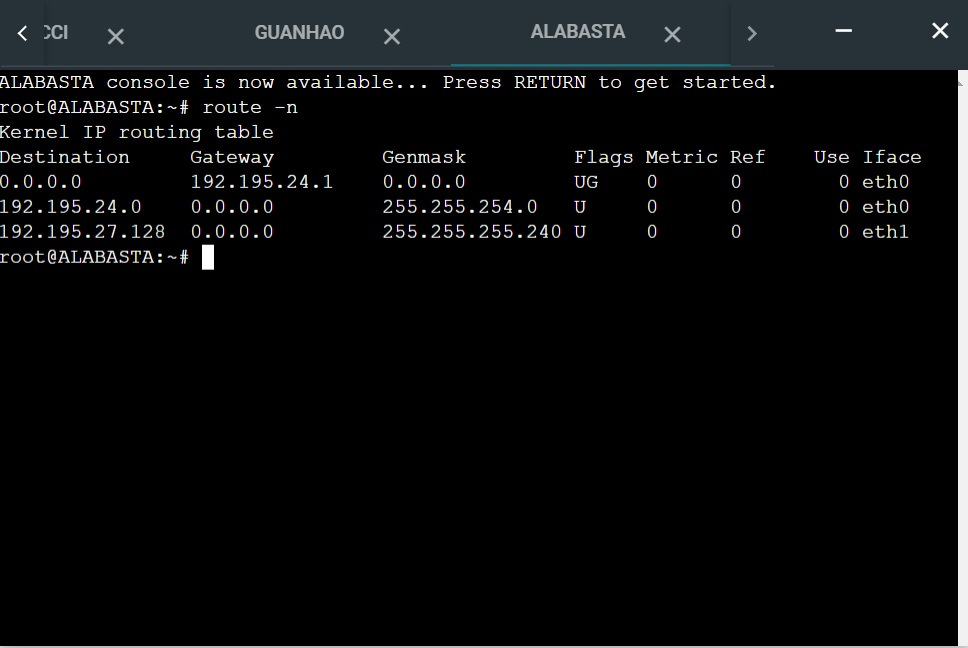 CCI GUANHAO ALABASTA
ALABASTA console is now available... Press RETURN to get started.
root@ALABASTA:~# route -n
Kernel IP routing table
Destination Gateway Genmask Flags Metric Ref Use Iface
0.0.0.0 192.195.24.1 0.0.0.0 UG 0 0 0 eth0
192.195.24.0 0.0.0.0 255.255.254.0 U 0 0 0 eth0
192.195.27.128 0.0.0.0 255.255.255.240 U 0 0 0 eth1
root@ALABASTA:~#